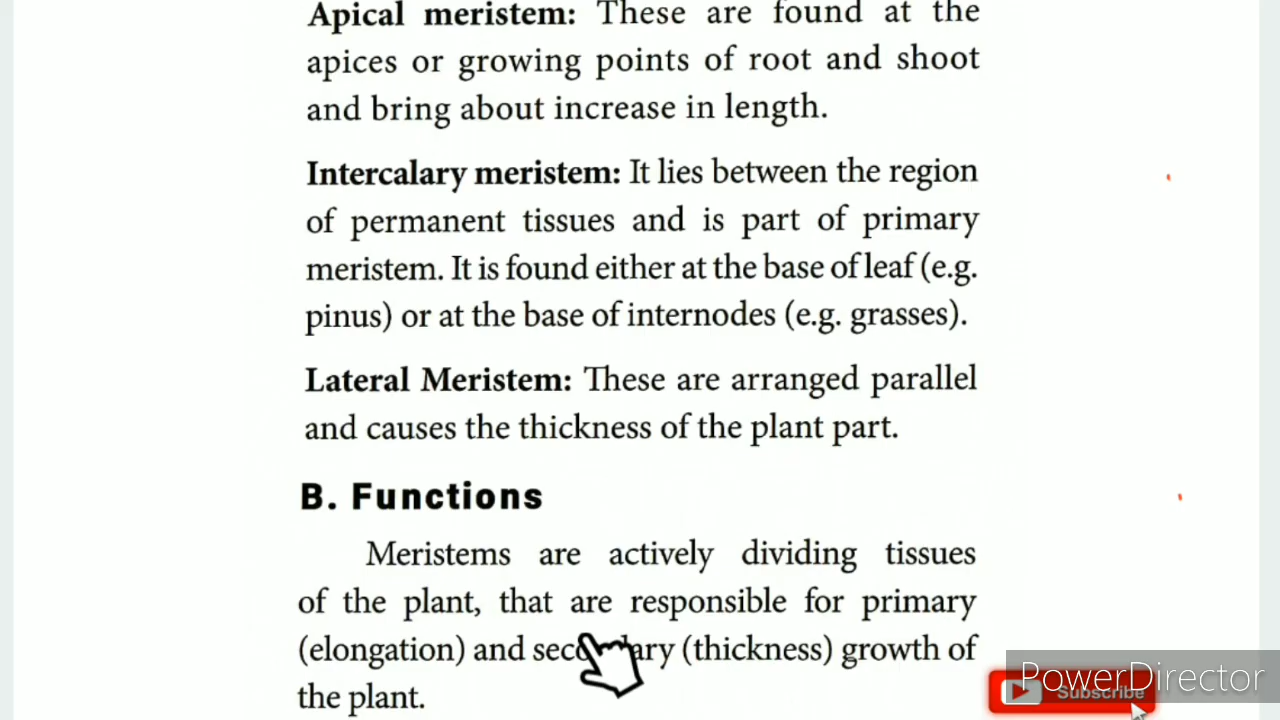 Apical meristem: These are found at the
apices or growing points of root and shoot
and bring about increase in length.
Intercalary meristem: It lies between the region
of permanent tissues and is part of primary
meristem. It is found either at the base of leaf (e.g.
pinus) or at the base of internodes (e.g. grasses).
Lateral Meristem: These are arranged parallel
and causes the thickness of the plant part.
B. Functions
Meristems are actively dividing tissues
of the plant, that are responsible for primary
(elongation) and secondary (thickness) growth of
the plant.
PowerDirector
Subscribe